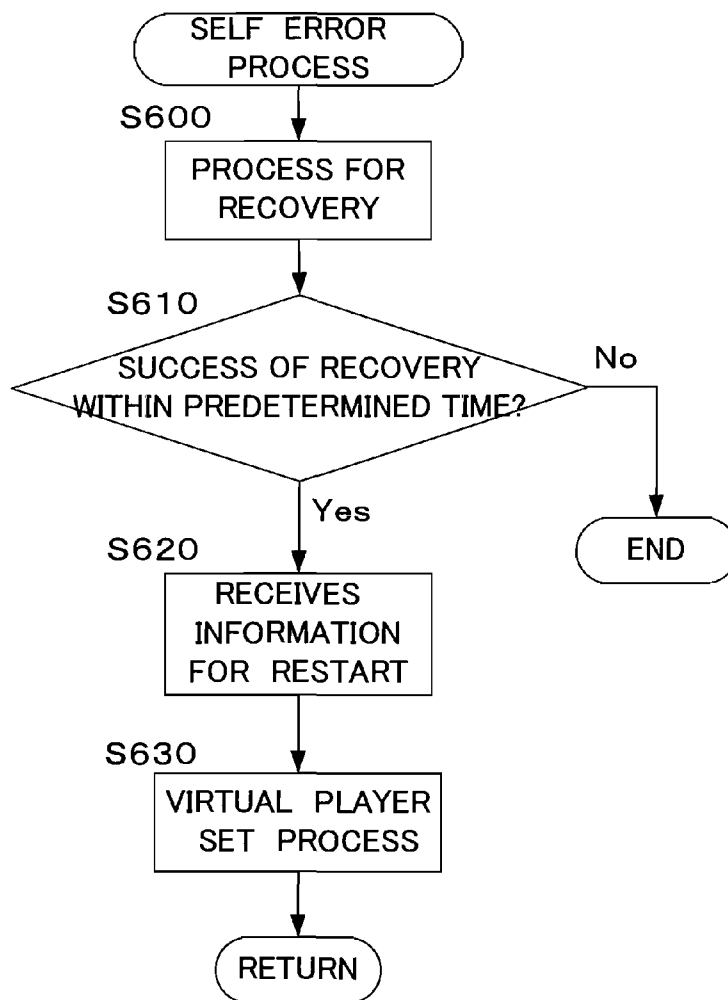 SELF ERROR
PROCESS
S600
PROCESS FOR
RECOVERY
S610
SUCCESS OF RECOVERY
WITHIN PREDETERMINED TIME?
No
Yes
END
S620
RECEIVES
INFORMATION
FOR RESTART
S630
VIRTUAL PLAYER
SET PROCESS
RETURN